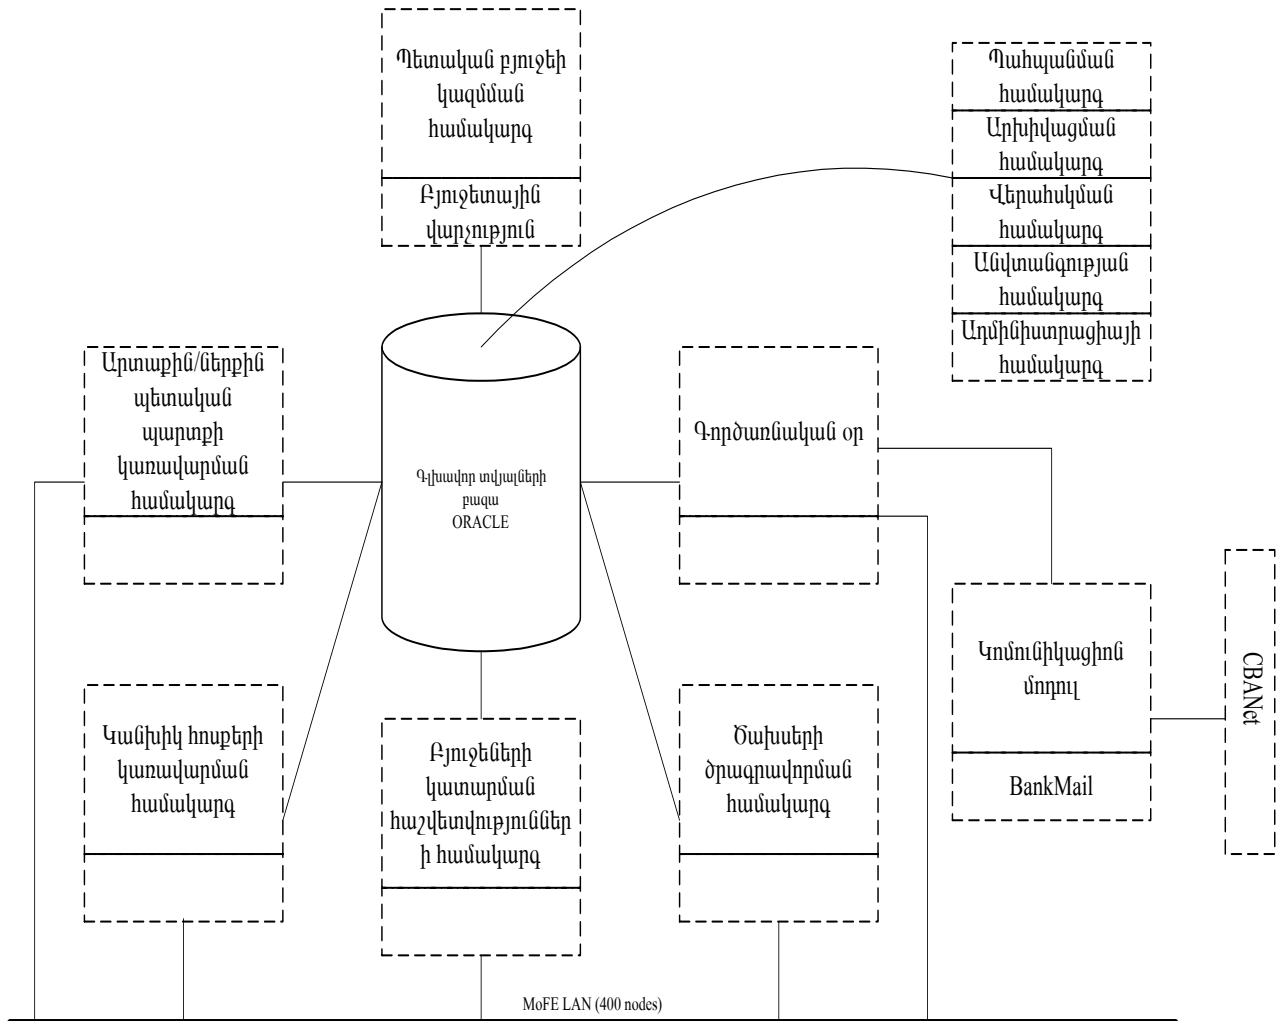 Պետական բյուջեի
կազմման
համակարգ
Բյուջետային
վարչություն
Պահպանման
համակարգ
Արխիվացման
համակարգ
Վերահսկման
համակարգ
Անվտանգության
համակարգ
Ադմինիստրացիայի
համակարգ
Արտաքին/ներքին
պետական
պարտքի
կառավարման
համակարգ
Գլխավոր տվյալների
բազա
ORACLE
Գործառնական օր
Կոմունիկացիոն
մոդուլ
BankMail
CBANet
Կանխիկ հոսքերի
կառավարման
համակարգ
Բյուջեների
կատարման
հաշվետվություններ
ի համակարգ
Ծախսերի
ծրագրավորման
համակարգ
MoFE LAN (400 nodes)